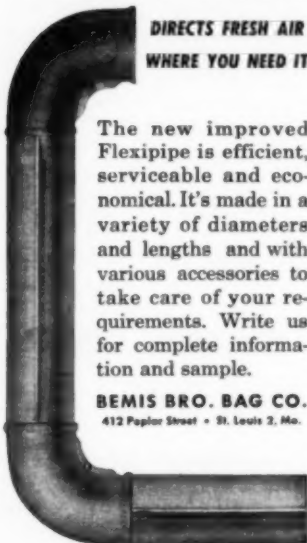 DIRECTS FRESH AIR
WHERE YOU NEED IT
The new improved
Flexipipe is efficient,
serviceable and eco-
nomical. It's made in a
variety of diameters
and lengths and with
various accessories to
take care of your re-
quirements. Write us
for complete informa-
tion and sample.
BEMIS BRO. BAG CO.
412 Poplar Street • St. Louis 2, Mo.